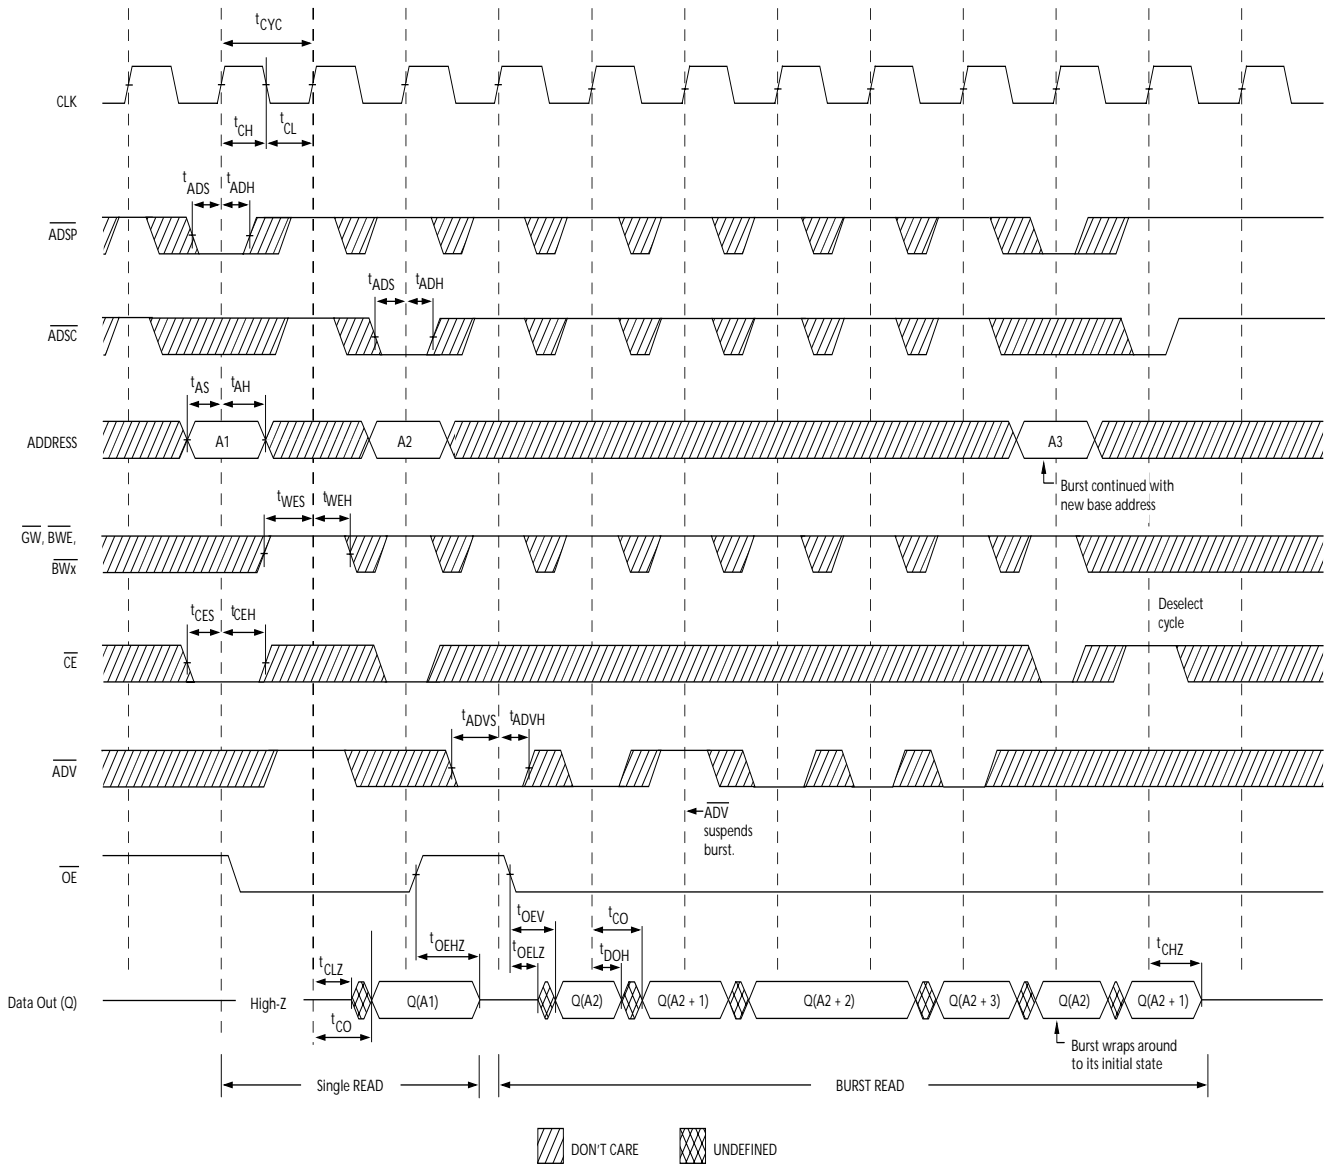 tCYC
CLK
tCH
tCL
tADS
tADH
ADSP
tADS
tADH
ADSC
tAS
tAH
ADDRESS
A1
A2
A3
Burst continued with
new base address
tWES
tWEH
GW, BWE,
BWx
Deselect
cycle
tCES
tCEH
CE
tADVS
tADVH
ADV
ADV
suspends
burst.
OE
tOEV
tCO
tOEHZ
tOELZ
tDOH
tCHZ
tCLZ
Data Out (Q)
High-Z
Q(A1)
Q(A2)
Q(A2 + 1)
Q(A2 + 2)
Q(A2 + 3)
Q(A2)
Q(A2 + 1)
tCO
Burst wraps around
to its initial state
Single READ
BURST READ
DON'T CARE
UNDEFINED